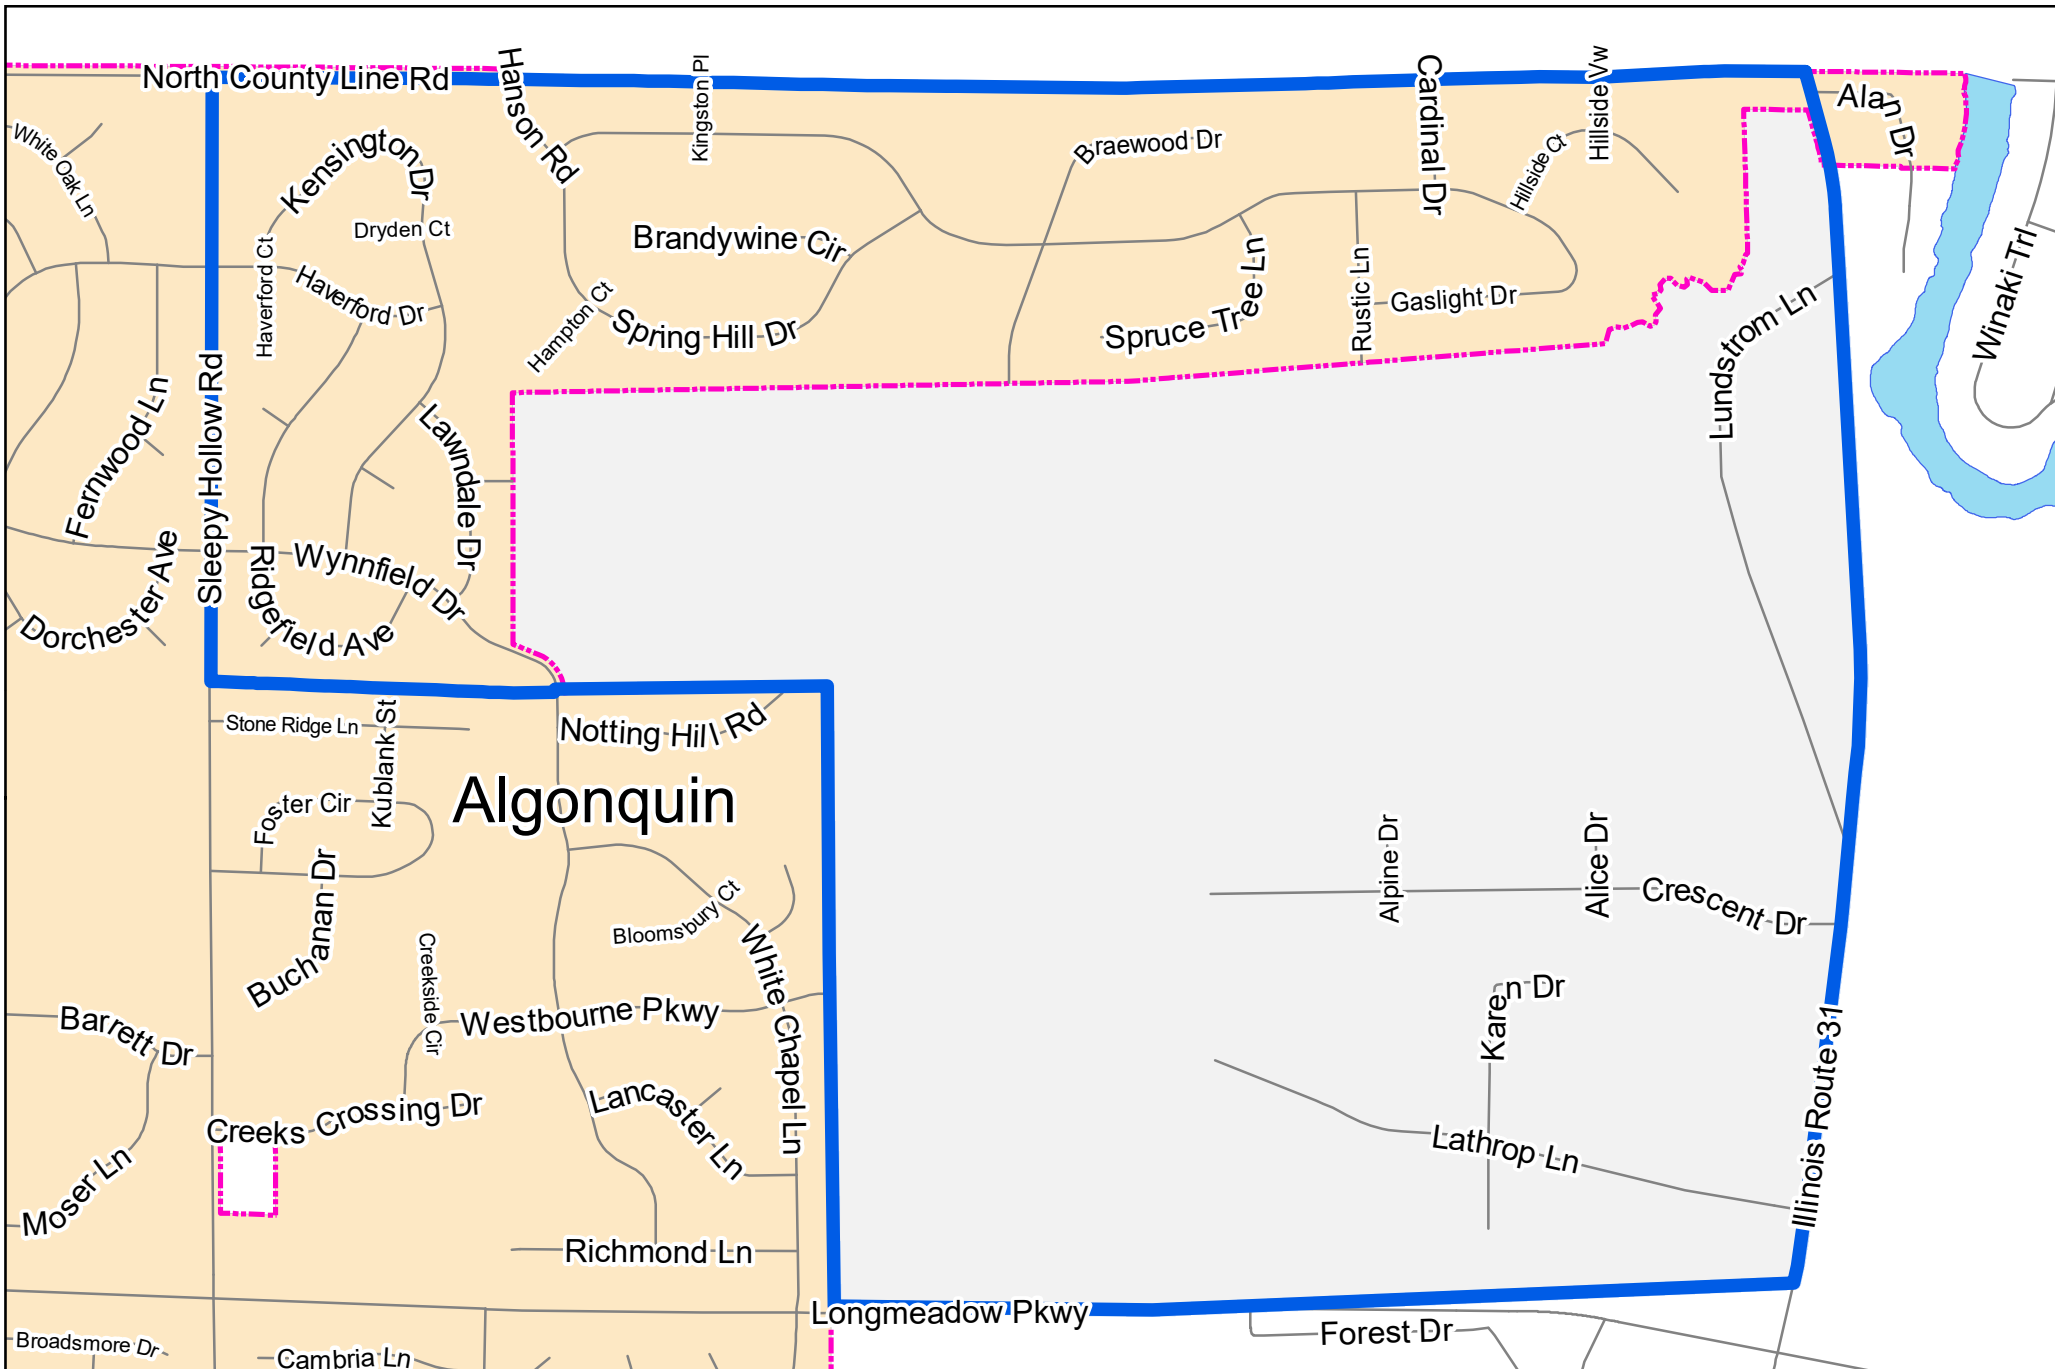 North County Line Rd
Hanson Rd
Kingston Pl
Cardinal Dr
Hillside Vw
Alan Dr
White Oak Ln
Kensington Dr
Braewood Dr
Hillside Ct
Dryden Ct
Brandywine Cir
Haverford Ct
Haverford Dr
Hampton Ct
Spring Hill Dr
Spruce Tree Ln
Rustic Ln
Gaslight Dr
Lundstrom Ln
Winaki Trl
Fernwood Ln
Sleepy Hollow Rd
Lawndale Dr
Dorchester Ave
Ridgefield Ave
Wynnfield Dr
Stone Ridge Ln
Kublank St
Notting Hill Rd
Algonquin
Foster Cir
Buchanan Dr
Bloomsbury Ct
Alpine Dr
Alice Dr
Crescent Dr
Creekside Cir
White Chapel Ln
Westbourne Pkwy
Karen Dr
Barrett Dr
Illinois Route 31
Creeks Crossing Dr
Lancaster Ln
Lathrop Ln
Moser Ln
Richmond Ln
Longmeadow Pkwy
Forest Dr
Broadsmore Dr
Cambria Ln